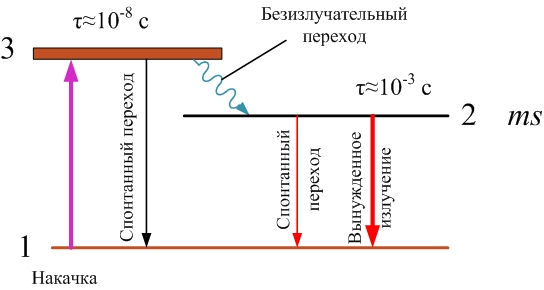 τ≈10⁻⁸ с
Безизлучательный
переход
3
τ≈10⁻³ с
2 ms
Спонтанный переход
Спонтанный
переход
Вынужденное
излучение
1
Накачка